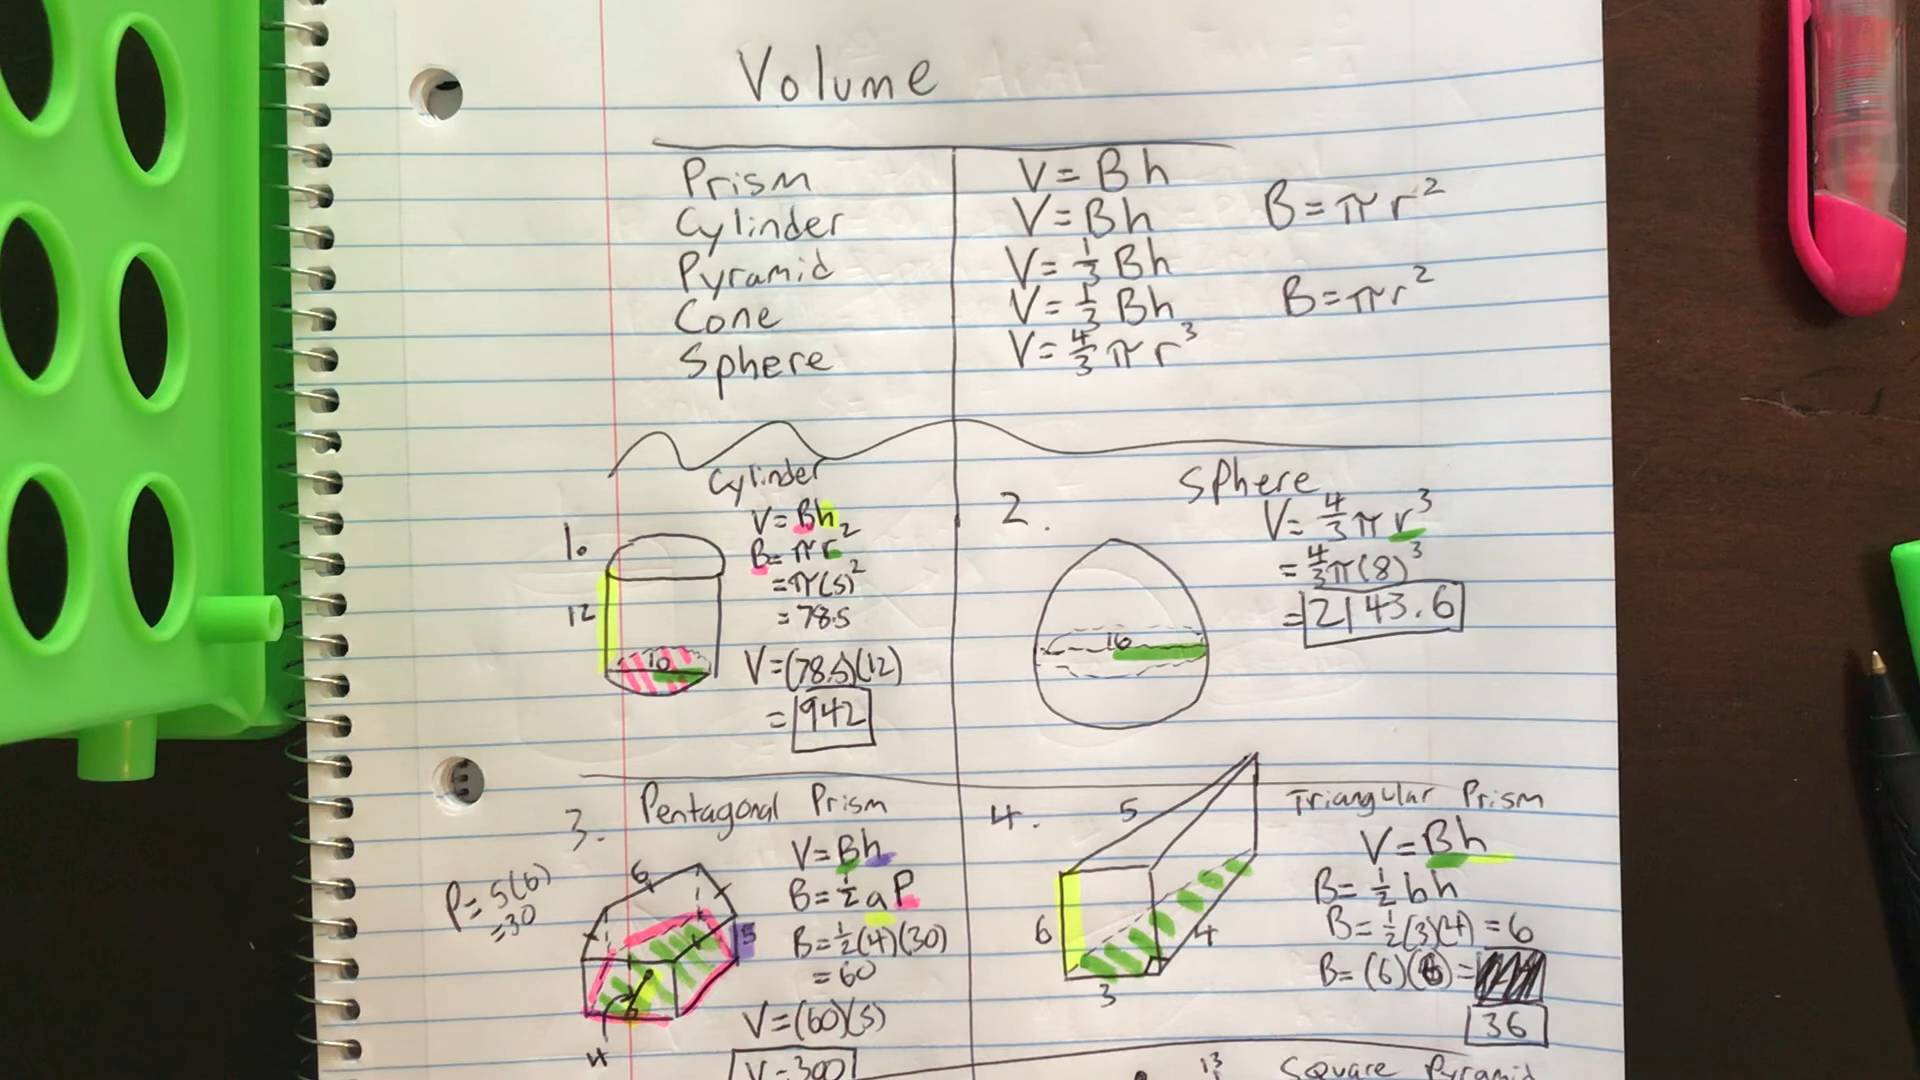 Volume
Prism V = Bh
Cylinder V = Bh B = πr²
Pyramid V = 1/3 Bh
Cone V = 1/3 Bh B = πr²
Sphere V = 4/3 πr³
1.
Cylinder
V = Bh
B = πr²
= π(5)²
= 78.5
V = (78.5)(12)
= 942
12
10
2.
Sphere
V = 4/3 πr³
= 4/3 π(8)³
= 2143.6
16
3. Pentagonal Prism
V = Bh
B = 1/2 aP
B = 1/2 (4)(30)
= 60
V = (60)(5)
V = 300
P = 5(6)
= 30
6
5
4
4. Triangular Prism
V = Bh
B = 1/2 bh
B = 1/2 (3)(4) = 6
B = (6)(6) =
36
5
6
4
3
13
Square Pyramid